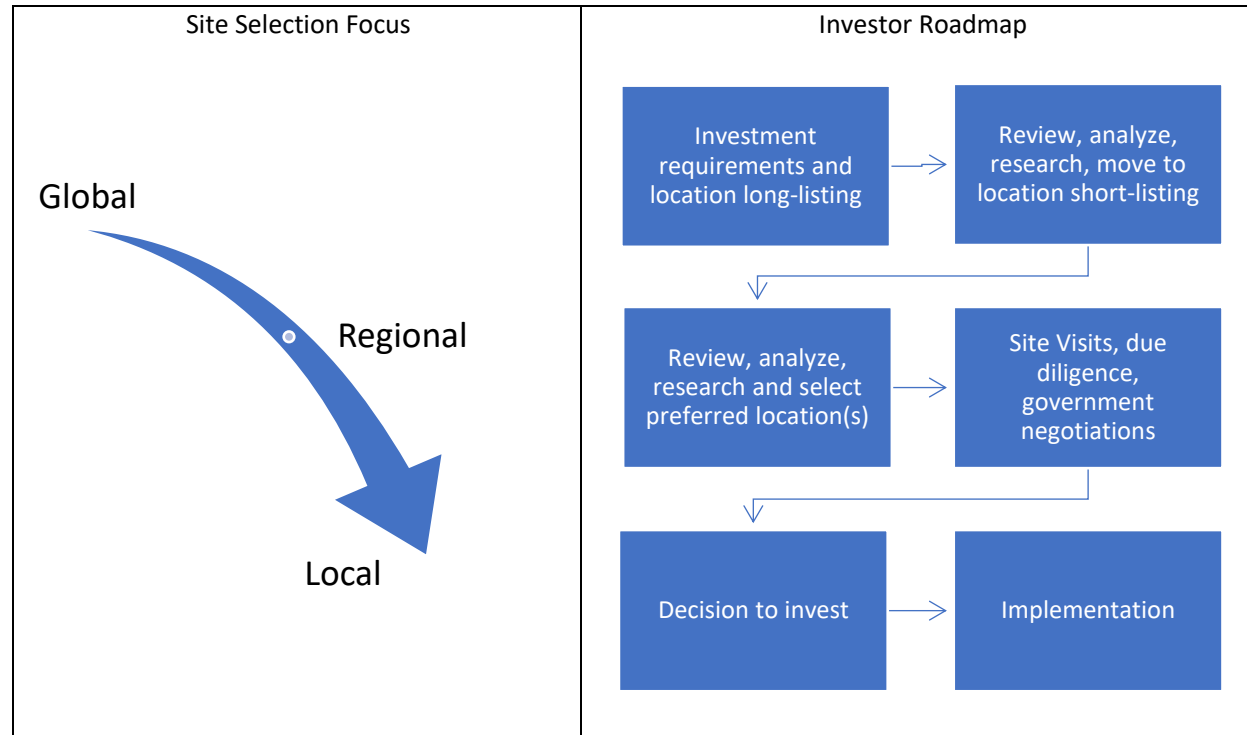 Site Selection Focus
Global
Regional
Local
Investor Roadmap
Investment
requirements and
location long-listing
Review, analyze,
research, move to
location short-listing
Review, analyze,
research and select
preferred location(s)
Site Visits, due
diligence,
government
negotiations
Decision to invest
Implementation